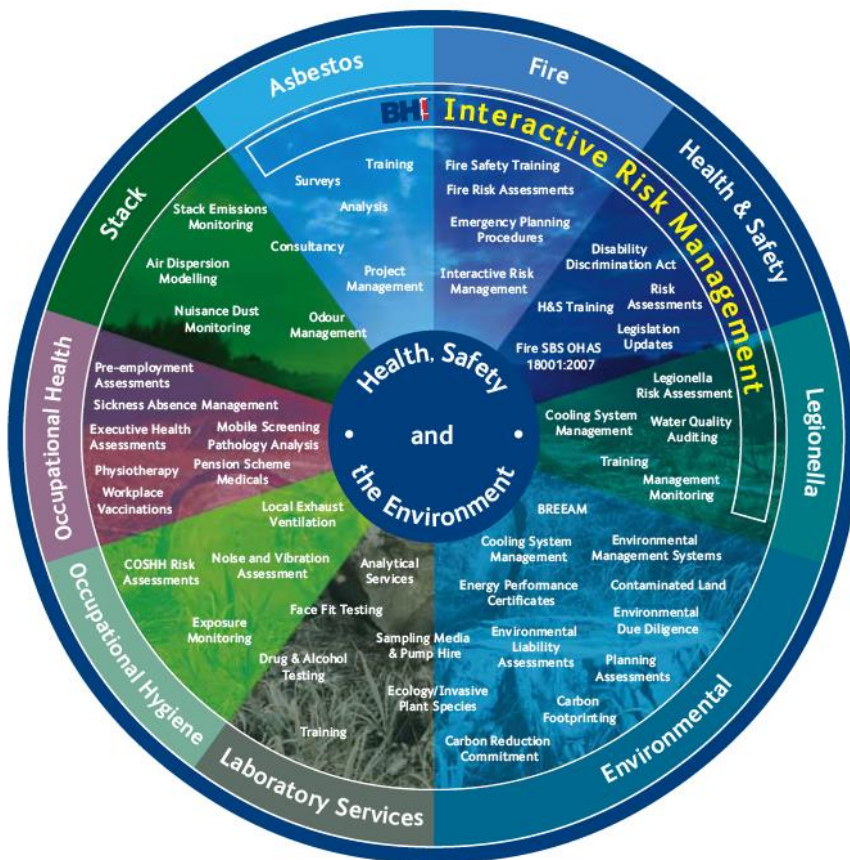 Asbestos
Fire
Health & Safety
Legionella
Environmental
Laboratory Services
Occupational Hygiene
Occupational Health
Stack
BHI Interactive Risk Management
Training
Surveys
Analysis
Consultancy
Project
Management
Fire Safety Training
Fire Risk Assessments
Emergency Planning
Procedures
Interactive Risk
Management
Disability
Discrimination Act
Risk
Assessments
H&S Training
Legislation
Updates
Fire SBS OHAS
18001:2007
Legionella
Risk Assessment
Cooling System
Management
Water Quality
Auditing
Training
Management
Monitoring
BREEAM
Cooling System
Management
Environmental
Management Systems
Energy Performance
Certificates
Contaminated Land
Environmental
Due Diligence
Environmental
Liability
Assessments
Planning
Assessments
Carbon
Footprinting
Carbon Reduction
Commitment
Analytical
Services
Face Fit Testing
Sampling Media
& Pump Hire
Drug & Alcohol
Testing
Ecology/Invasive
Plant Species
Training
Local Exhaust
Ventilation
COSHH Risk
Assessments
Noise and Vibration
Assessment
Exposure
Monitoring
Pre-employment
Assessments
Sickness Absence Management
Executive Health
Assessments
Mobile Screening
Pathology Analysis
Physiotherapy
Pension Scheme
Medicals
Workplace
Vaccinations
Stack Emissions
Monitoring
Air Dispersion
Modelling
Nuisance Dust
Monitoring
Odour
Management
Health, Safety
• and •
the Environment